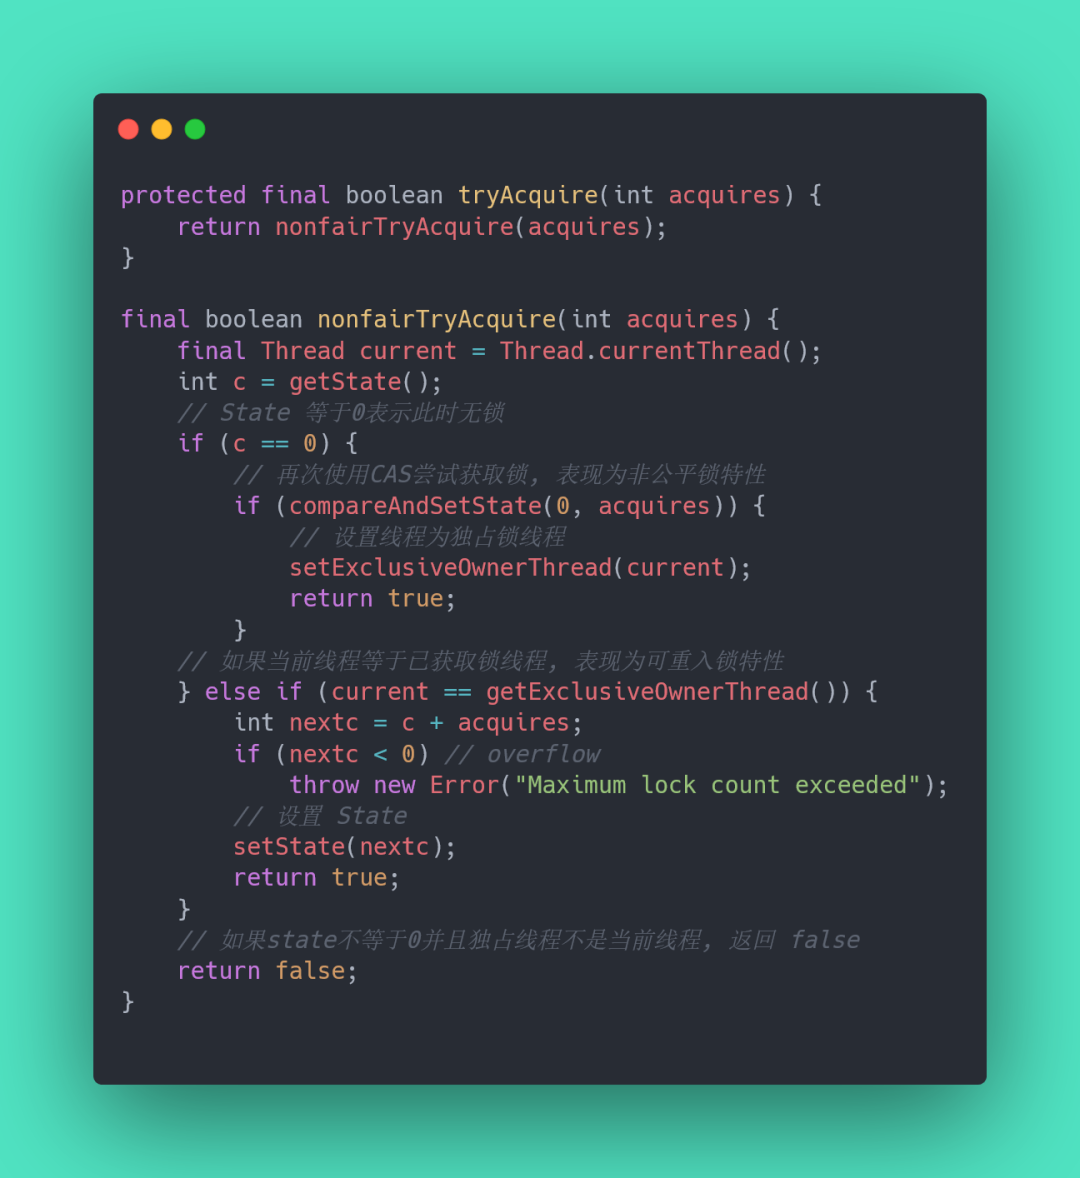 protected final boolean tryAcquire(int acquires) {
    return nonfairTryAcquire(acquires);
}

final boolean nonfairTryAcquire(int acquires) {
    final Thread current = Thread.currentThread();
    int c = getState();
    // State 等于0表示此时无锁
    if (c == 0) {
        // 再次使用CAS尝试获取锁, 表现为非公平锁特性
        if (compareAndSetState(0, acquires)) {
            // 设置线程为独占锁线程
            setExclusiveOwnerThread(current);
            return true;
        }
    // 如果当前线程等于已获取锁线程, 表现为可重入锁特性
    } else if (current == getExclusiveOwnerThread()) {
        int nextc = c + acquires;
        if (nextc < 0) // overflow
            throw new Error("Maximum lock count exceeded");
        // 设置 State
        setState(nextc);
        return true;
    }
    // 如果state不等于0并且独占线程不是当前线程, 返回 false
    return false;
}